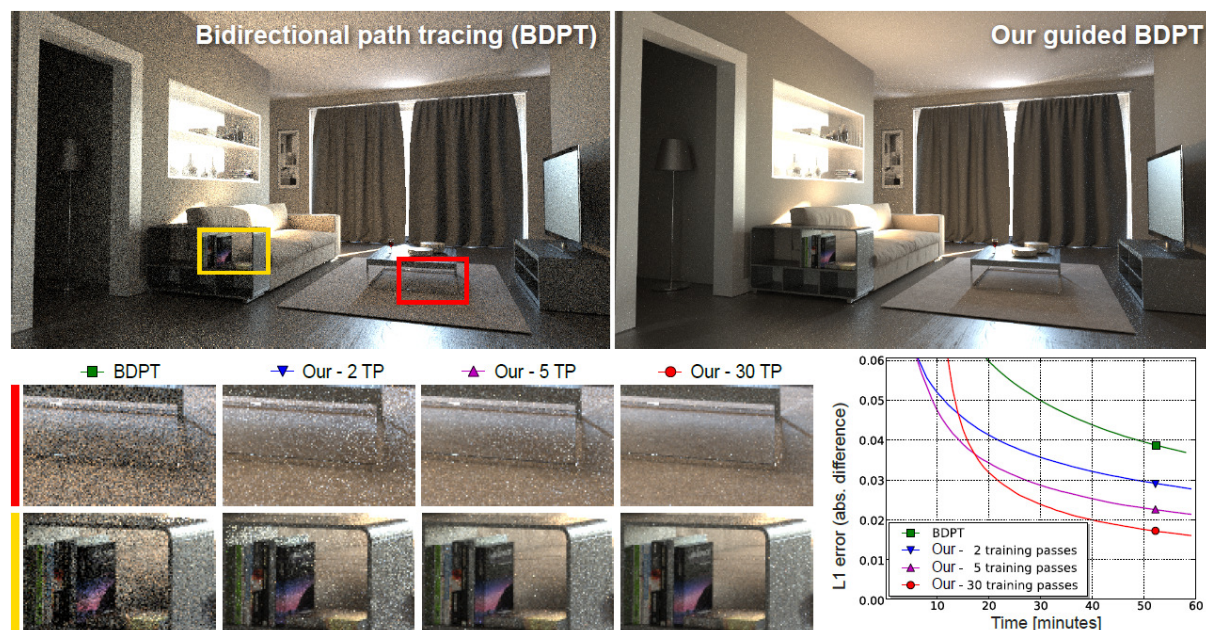 Bidirectional path tracing (BDPT)
Our guided BDPT
BDPT
Our - 2 TP
Our - 5 TP
Our - 30 TP
L1 error (abs. difference)
0.06
0.05
0.04
0.03
0.02
0.01
0.00
BDPT
Our - 2 training passes
Our - 5 training passes
Our - 30 training passes
10 20 30 40 50 60
Time [minutes]